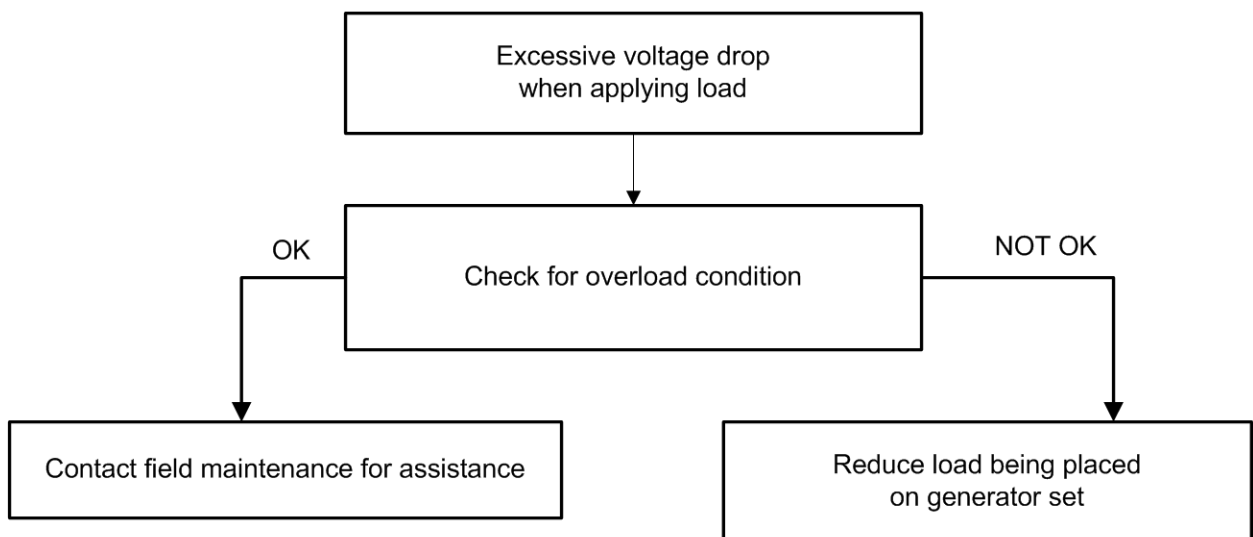 Excessive voltage drop
when applying load
OK
NOT OK
Check for overload condition
Contact field maintenance for assistance
Reduce load being placed
on generator set